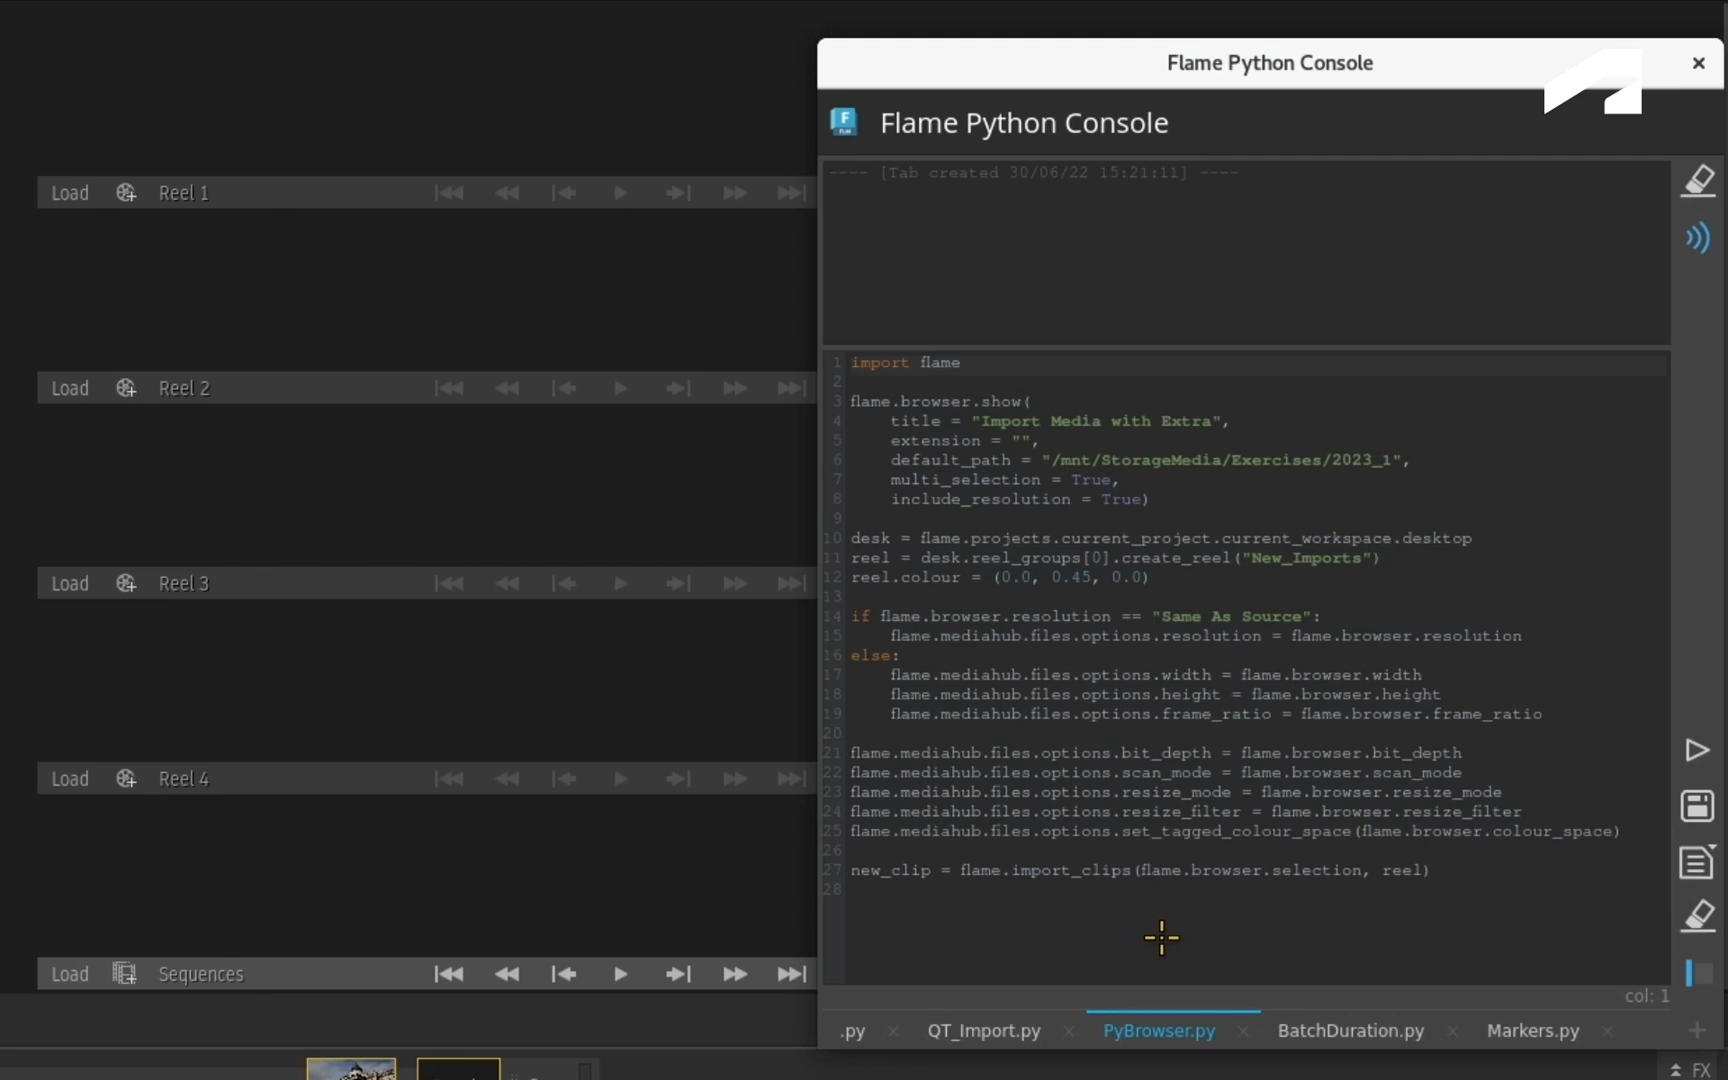 Flame Python Console
Flame Python Console
---- [Tab created 30/06/22 15:21:11] ----
Load Reel 1
Load Reel 2
Load Reel 3
Load Reel 4
Load Sequences
1 import flame
2
3 flame.browser.show(
4 title = "Import Media with Extra",
5 extension = "",
6 default_path = "/mnt/StorageMedia/Exercises/2023_1",
7 multi_selection = True,
8 include_resolution = True)
9
10 desk = flame.projects.current_project.current_workspace.desktop
11 reel = desk.reel_groups[0].create_reel("New_Imports")
12 reel.colour = (0.0, 0.45, 0.0)
13
14 if flame.browser.resolution == "Same As Source":
15 flame.mediahub.files.options.resolution = flame.browser.resolution
16 else:
17 flame.mediahub.files.options.width = flame.browser.width
18 flame.mediahub.files.options.height = flame.browser.height
19 flame.mediahub.files.options.frame_ratio = flame.browser.frame_ratio
20
21 flame.mediahub.files.options.bit_depth = flame.browser.bit_depth
22 flame.mediahub.files.options.scan_mode = flame.browser.scan_mode
23 flame.mediahub.files.options.resize_mode = flame.browser.resize_mode
24 flame.mediahub.files.options.resize_filter = flame.browser.resize_filter
25 flame.mediahub.files.options.set_tagged_colour_space(flame.browser.colour_space)
26
27 new_clip = flame.import_clips(flame.browser.selection, reel)
28
col: 1
.py QT_Import.py PyBrowser.py BatchDuration.py Markers.py
FX